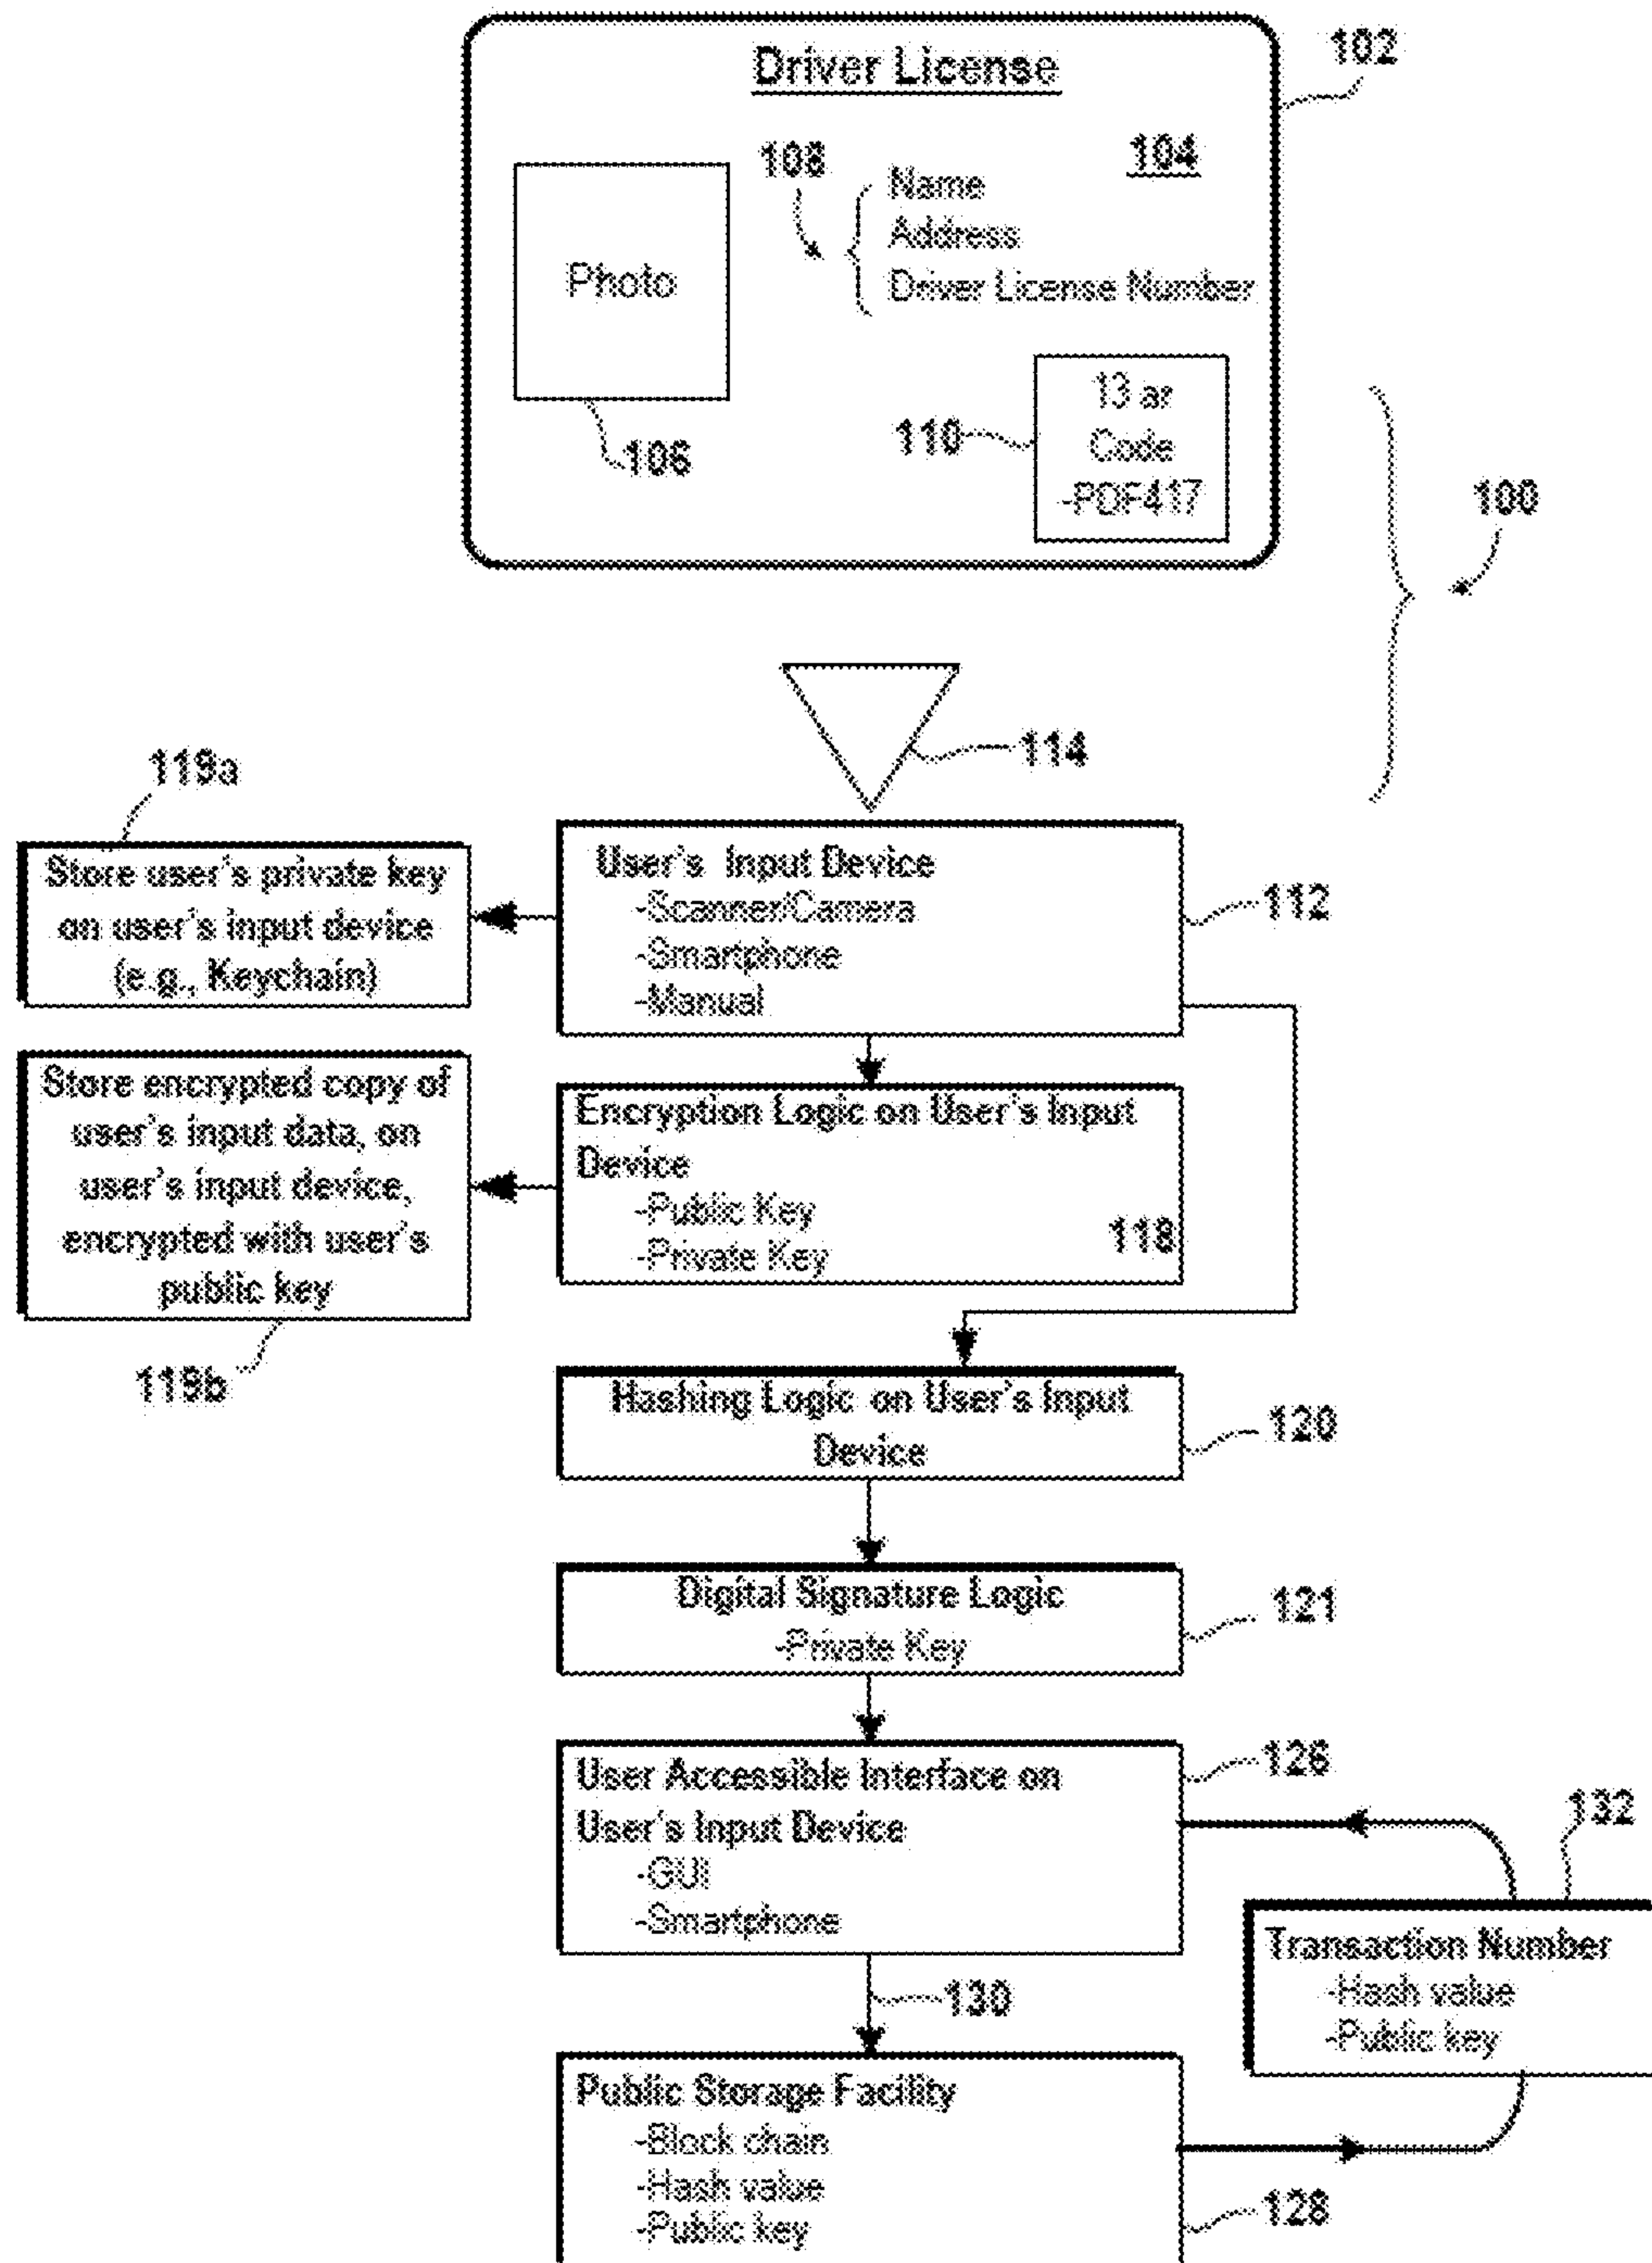 Driver License
102
108
104
Name
Address
Driver License Number
Photo
106
110
13 ar
Code
-PDF417
100
114
119a
Store user's private key
on user's input device
(e.g., Keychain)
User's Input Device
-Scanner/Camera
-Smartphone
-Manual
112
Store encrypted copy of
user's input data, on
user's input device,
encrypted with user's
public key
119b
Encryption Logic on User's Input
Device
-Public Key
-Private Key
118
Hashing Logic on User's Input
Device
120
Digital Signature Logic
-Private Key
121
User Accessible Interface on
User's Input Device
-GUI
-Smartphone
126
132
Transaction Number
-Hash value
-Public key
130
Public Storage Facility
-Block chain
-Hash value
-Public key
128